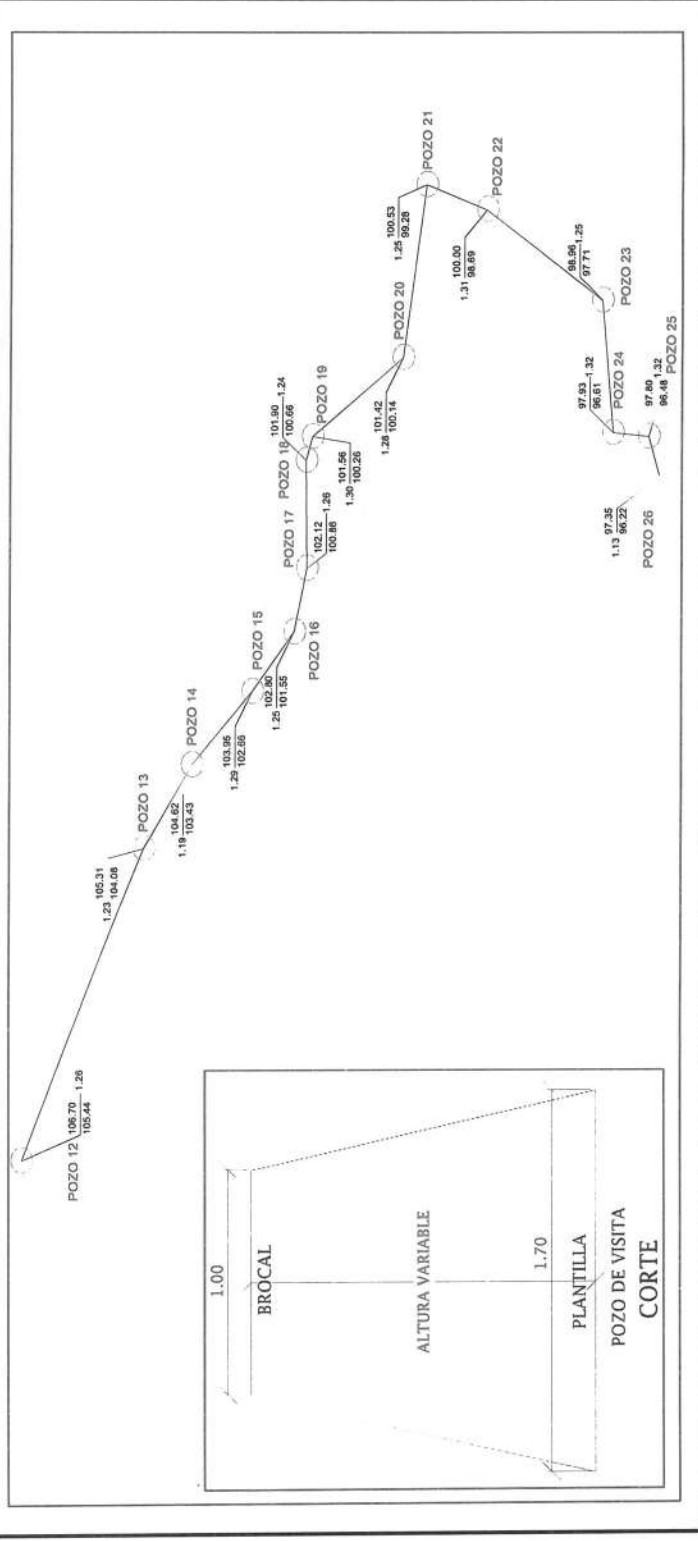 POZO 12
106.70 1.26
105.44
105.31
1.23 104.08
POZO 13
104.62
1.19 103.43
POZO 14
103.95
1.29 102.66
POZO 15
102.80
1.25 101.55
POZO 16
POZO 17
102.12 1.26
100.86
POZO 18
101.90 1.24
100.66
POZO 19
101.56
1.30 100.26
101.42
1.28 100.14
POZO 20
100.53
1.25 99.28
POZO 21
100.00
1.31 98.69
POZO 22
98.96 1.25
97.71
POZO 23
97.93 1.32
96.61
POZO 24
97.80 1.32
96.48
POZO 25
97.35
1.13 96.22
POZO 26
1.00
BROCAL
ALTURA VARIABLE
1.70
PLANTILLA
POZO DE VISITA
CORTE